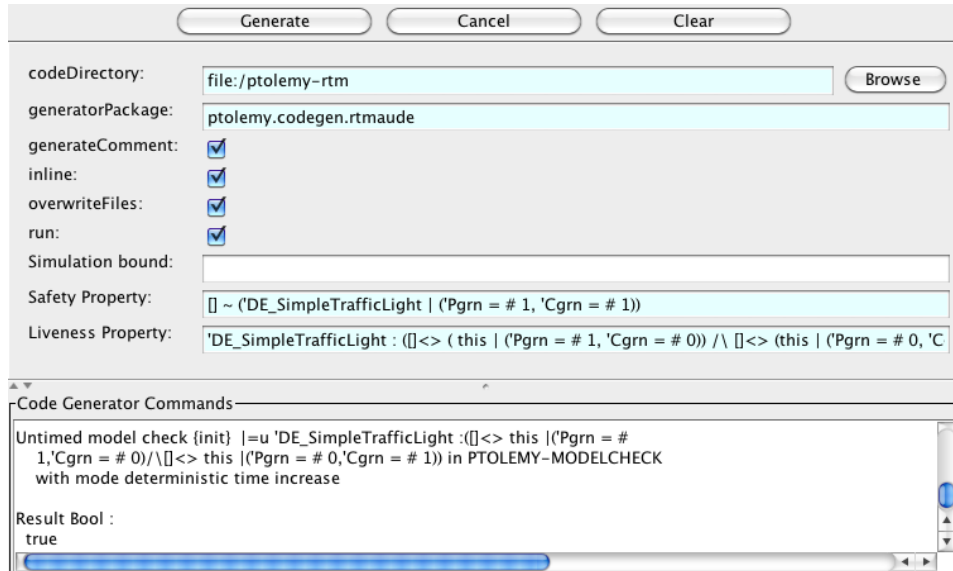 Generate Cancel Clear
codeDirectory: file:/ptolemy-rtm Browse
generatorPackage: ptolemy.codegen.rtmaude
generateComment:
inline:
overwriteFiles:
run:
Simulation bound:
Safety Property: [] ~ ('DE_SimpleTrafficLight | ('Pgrn = # 1, 'Cgrn = # 1))
Liveness Property: 'DE_SimpleTrafficLight : ([]<> ( this | ('Pgrn = # 1, 'Cgrn = # 0)) /\ []<> (this | ('Pgrn = # 0, 'C
Code Generator Commands
Untimed model check {init} |=u 'DE_SimpleTrafficLight :([]<> this |('Pgrn = #
1,'Cgrn = # 0)/\[]<> this |('Pgrn = # 0,'Cgrn = # 1)) in PTOLEMY-MODELCHECK
with mode deterministic time increase
Result Bool :
true